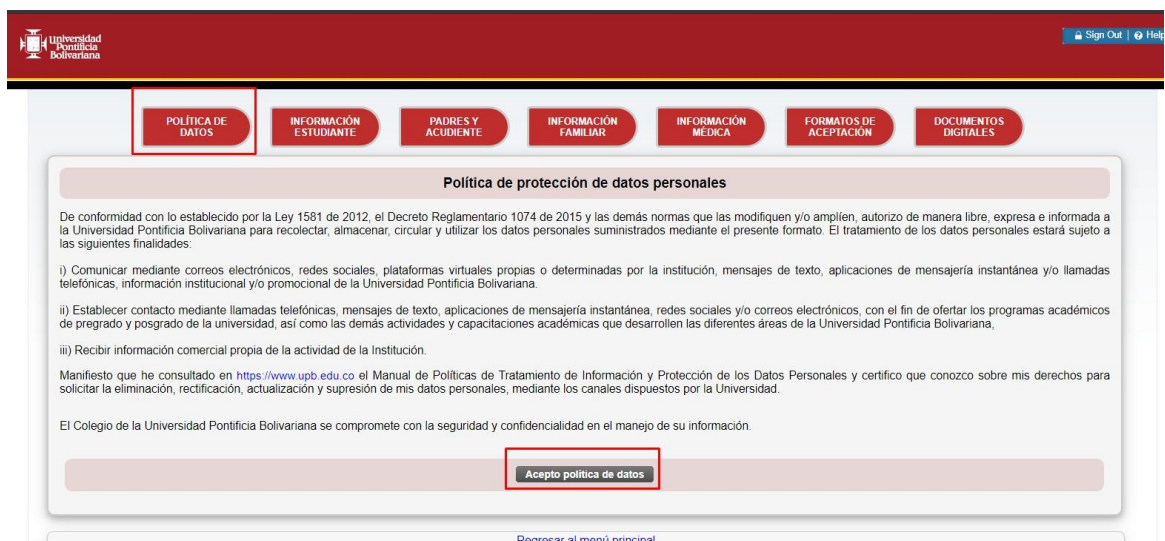 Universidad
Pontificia
Bolivariana
Sign Out | Help
POLÍTICA DE
DATOS
INFORMACIÓN
ESTUDIANTE
PADRES Y
ACUDIENTE
INFORMACIÓN
FAMILIAR
INFORMACIÓN
MÉDICA
FORMATOS DE
ACEPTACIÓN
DOCUMENTOS
DIGITALES
Política de protección de datos personales
De conformidad con lo establecido por la Ley 1581 de 2012, el Decreto Reglamentario 1074 de 2015 y las demás normas que las modifiquen y/o amplíen, autorizo de manera libre, expresa e informada a
la Universidad Pontificia Bolivariana para recolectar, almacenar, circular y utilizar los datos personales suministrados mediante el presente formato. El tratamiento de los datos personales estará sujeto a
las siguientes finalidades:
i) Comunicar mediante correos electrónicos, redes sociales, plataformas virtuales propias o determinadas por la institución, mensajes de texto, aplicaciones de mensajería instantánea y/o llamadas
telefónicas, información institucional y/o promocional de la Universidad Pontificia Bolivariana.
ii) Establecer contacto mediante llamadas telefónicas, mensajes de texto, aplicaciones de mensajería instantánea, redes sociales y/o correos electrónicos, con el fin de ofertar los programas académicos
de pregrado y posgrado de la universidad, así como las demás actividades y capacitaciones académicas que desarrollen las diferentes áreas de la Universidad Pontificia Bolivariana,
iii) Recibir información comercial propia de la actividad de la Institución.
Manifiesto que he consultado en https://www.upb.edu.co el Manual de Políticas de Tratamiento de Información y Protección de los Datos Personales y certifico que conozco sobre mis derechos para
solicitar la eliminación, rectificación, actualización y supresión de mis datos personales, mediante los canales dispuestos por la Universidad.
El Colegio de la Universidad Pontificia Bolivariana se compromete con la seguridad y confidencialidad en el manejo de su información.
Acepto política de datos
Regresar al menú principal